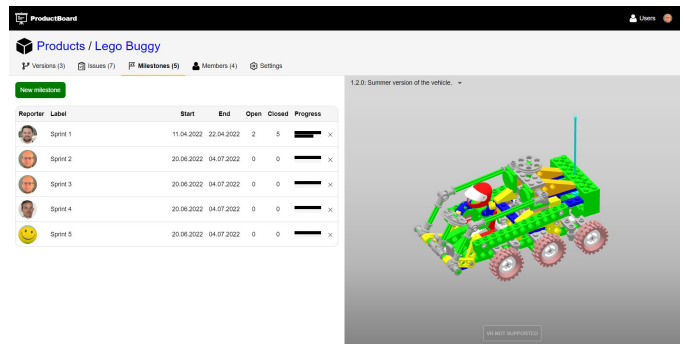 ProductBoard
Users
Products / Lego Buggy
Versions (3) Issues (7) Milestones (5) Members (4) Settings
New milestone
1.2.0: Summer version of the vehicle.
Reporter Label Start End Open Closed Progress
Sprint 1 11.04.2022 22.04.2022 2 5
Sprint 2 20.06.2022 04.07.2022 0 0
Sprint 3 20.06.2022 04.07.2022 0 0
Sprint 4 20.06.2022 04.07.2022 0 0
Sprint 5 20.06.2022 04.07.2022 0 0
VR NOT SUPPORTED